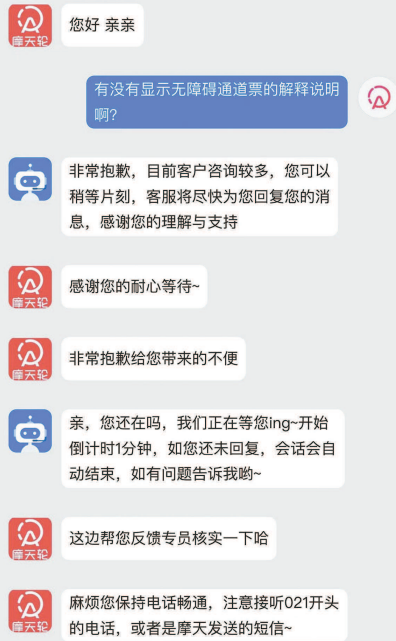 您好 亲亲
摩天轮
有没有显示无障碍通道票的解释说明
啊?
非常抱歉，目前客户咨询较多，您可以
稍等片刻，客服将尽快为您回复您的消
息，感谢您的理解与支持
感谢您的耐心等待~
摩天轮
非常抱歉给您带来的不便
摩天轮
亲，您还在吗，我们正在等您ing~开始
倒计时1分钟，如您还未回复，会话会自
动结束，如有问题告诉我哟~
这边帮您反馈专员核实一下哈
摩天轮
麻烦您保持电话畅通，注意接听021开头
的电话，或者是摩天发送的短信~
摩天轮